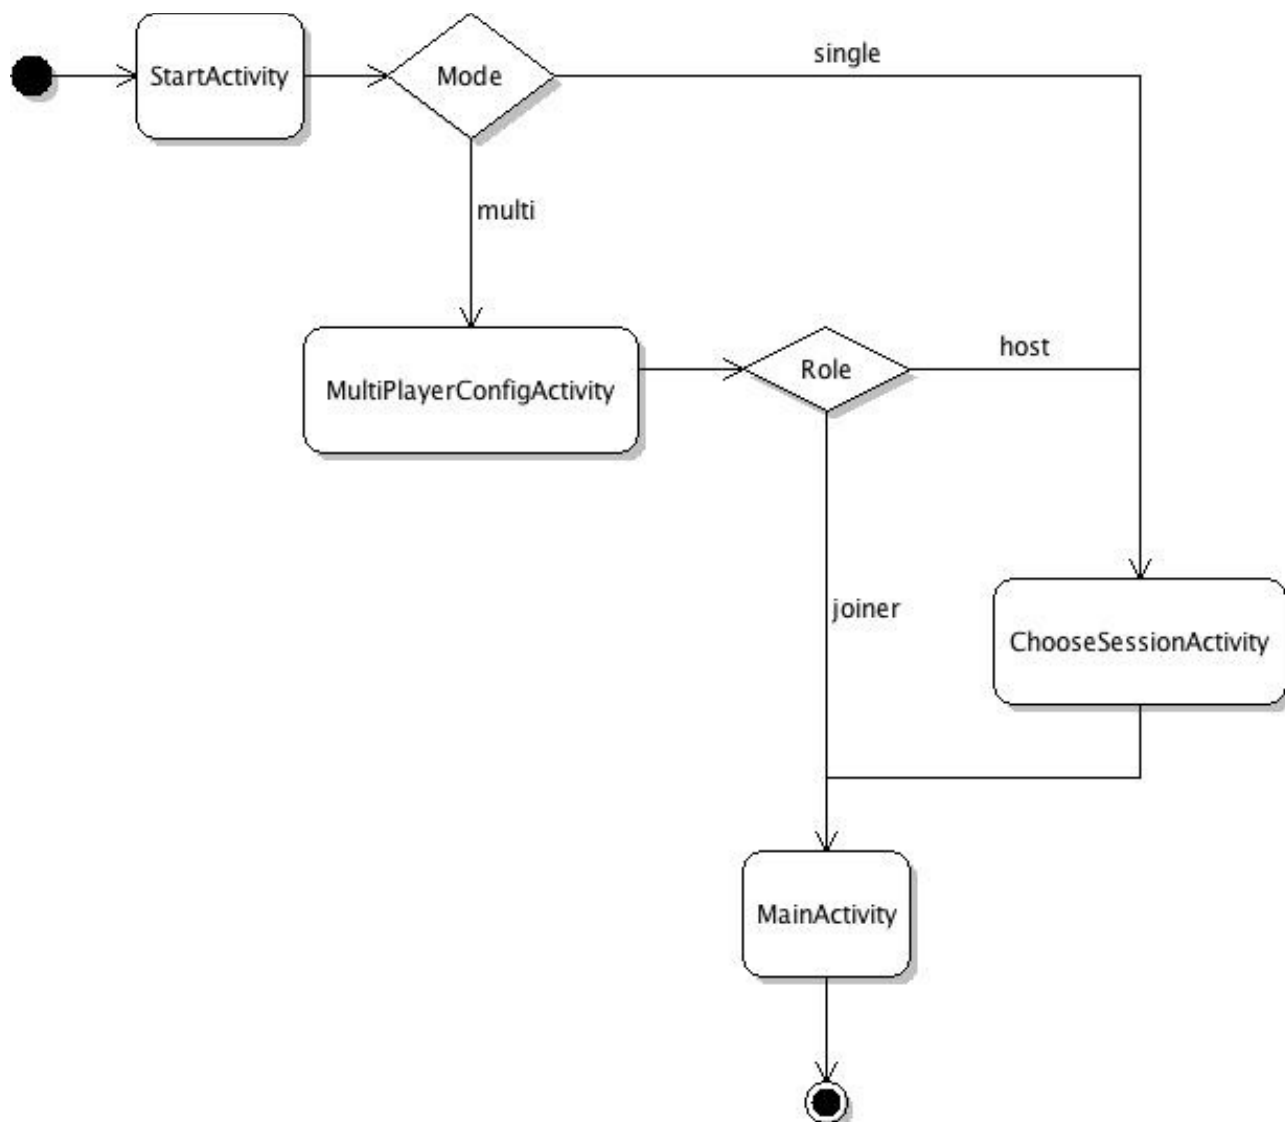 single
StartActivity
Mode
multi
host
MultiPlayerConfigActivity
Role
joiner
ChooseSessionActivity
MainActivity